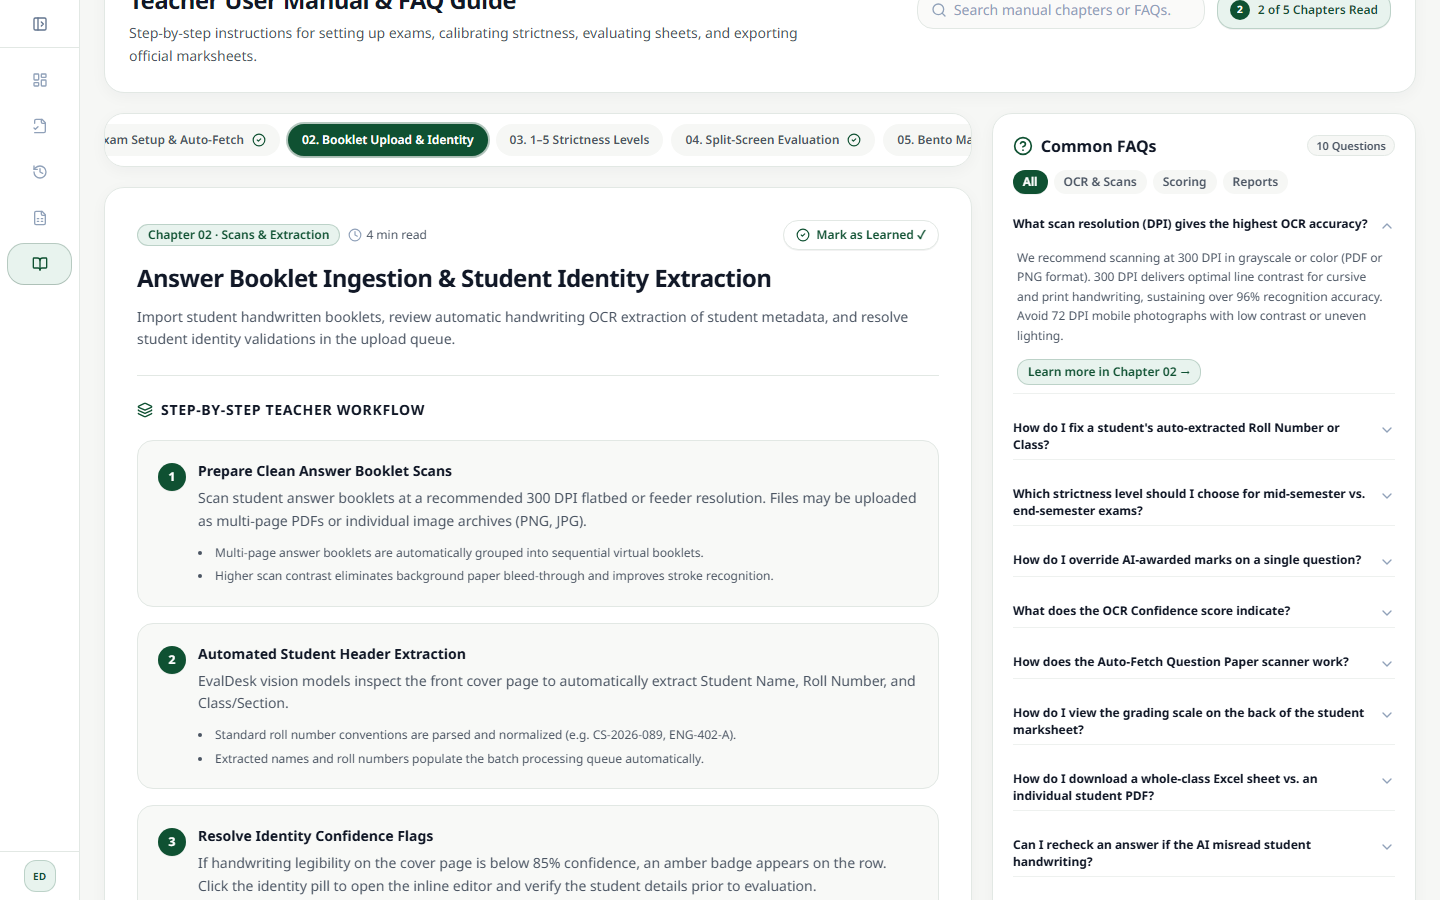 Teacher User Manual & FAQ Guide
Step-by-step instructions for setting up exams, calibrating strictness, evaluating sheets, and exporting
official marksheets.
Search manual chapters or FAQs.
2
2 of 5 Chapters Read
xam Setup & Auto-Fetch
02. Booklet Upload & Identity
03. 1–5 Strictness Levels
04. Split-Screen Evaluation
05. Bento Ma
Chapter 02 · Scans & Extraction
4 min read
Mark as Learned ✓
Answer Booklet Ingestion & Student Identity Extraction
Import student handwritten booklets, review automatic handwriting OCR extraction of student metadata, and resolve
student identity validations in the upload queue.
STEP-BY-STEP TEACHER WORKFLOW
1
Prepare Clean Answer Booklet Scans
Scan student answer booklets at a recommended 300 DPI flatbed or feeder resolution. Files may be uploaded
as multi-page PDFs or individual image archives (PNG, JPG).
• Multi-page answer booklets are automatically grouped into sequential virtual booklets.
• Higher scan contrast eliminates background paper bleed-through and improves stroke recognition.
2
Automated Student Header Extraction
EvalDesk vision models inspect the front cover page to automatically extract Student Name, Roll Number, and
Class/Section.
• Standard roll number conventions are parsed and normalized (e.g. CS-2026-089, ENG-402-A).
• Extracted names and roll numbers populate the batch processing queue automatically.
3
Resolve Identity Confidence Flags
If handwriting legibility on the cover page is below 85% confidence, an amber badge appears on the row.
Click the identity pill to open the inline editor and verify the student details prior to evaluation.
Common FAQs
10 Questions
All
OCR & Scans
Scoring
Reports
What scan resolution (DPI) gives the highest OCR accuracy?
We recommend scanning at 300 DPI in grayscale or color (PDF or
PNG format). 300 DPI delivers optimal line contrast for cursive
and print handwriting, sustaining over 96% recognition accuracy.
Avoid 72 DPI mobile photographs with low contrast or uneven
lighting.
Learn more in Chapter 02 →
How do I fix a student's auto-extracted Roll Number or
Class?
Which strictness level should I choose for mid-semester vs.
end-semester exams?
How do I override AI-awarded marks on a single question?
What does the OCR Confidence score indicate?
How does the Auto-Fetch Question Paper scanner work?
How do I view the grading scale on the back of the student
marksheet?
How do I download a whole-class Excel sheet vs. an
individual student PDF?
Can I recheck an answer if the AI misread student
handwriting?
ED